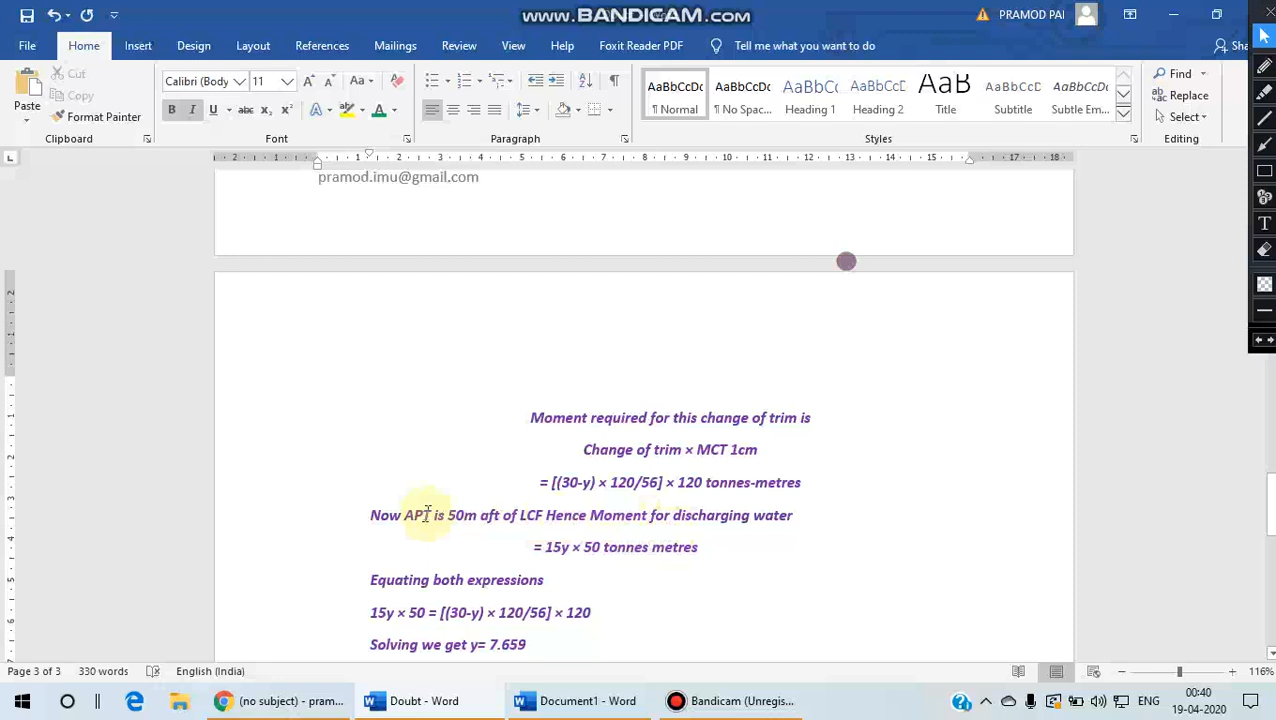 www.BANDICAM.com
PRAMOD PAI
File Home Insert Design Layout References Mailings Review View Help Foxit Reader PDF Tell me what you want to do
Paste Cut Copy Format Painter
Calibri (Body 11
AaBbCcDc AaBbCcDc AaBbCc AaBbCcD AaB AaBbCcD AaBbCcDc
¶ Normal ¶ No Spac... Heading 1 Heading 2 Title Subtitle Subtle Em...
Find Replace Select
Clipboard Font Paragraph Styles Editing
pramod.imu@gmail.com
Moment required for this change of trim is
Change of trim × MCT 1cm
= [(30-y) × 120/56] × 120 tonnes-metres
Now API is 50m aft of LCF Hence Moment for discharging water
= 15y × 50 tonnes metres
Equating both expressions
15y × 50 = [(30-y) × 120/56] × 120
Solving we get y= 7.659
Page 3 of 3 330 words English (India) 116%
(no subject) - pram... Doubt - Word Document1 - Word Bandicam (Unregis... ENG 00:40
19-04-2020